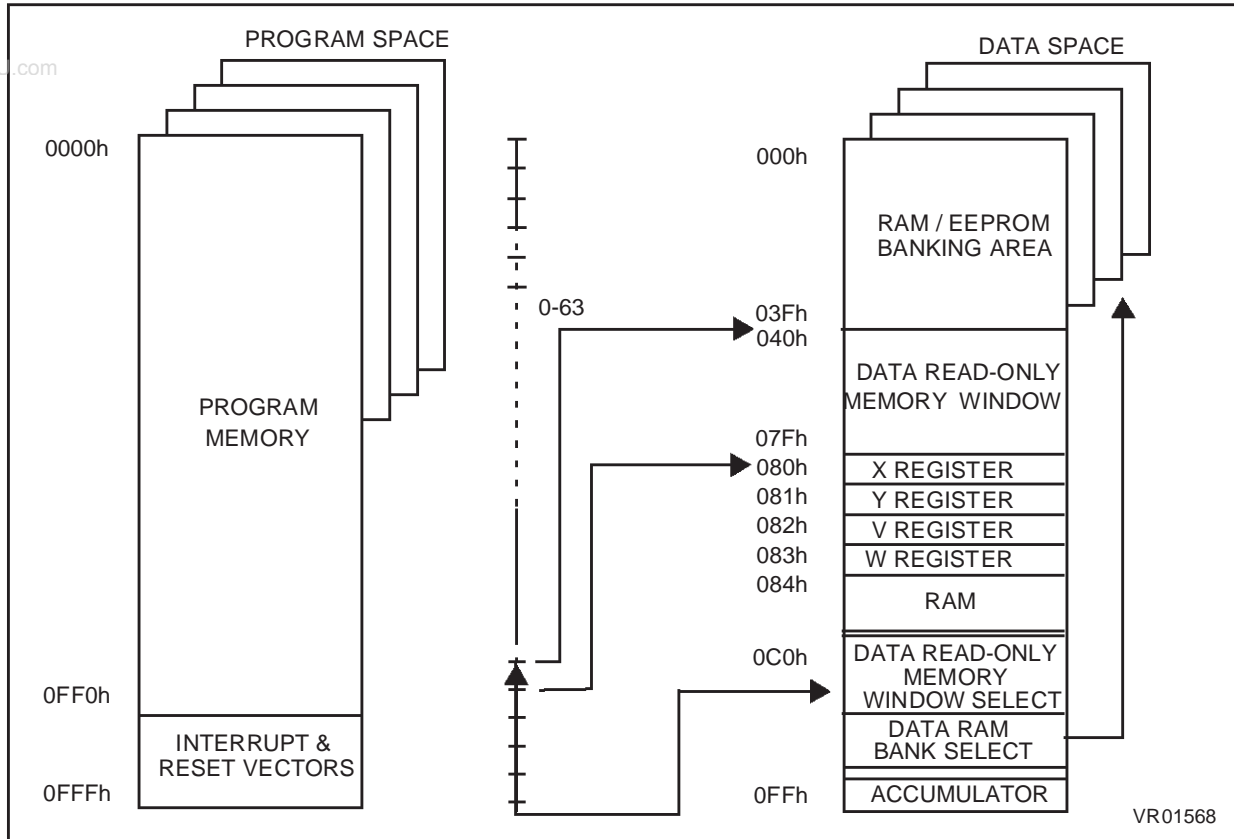 PROGRAM SPACE
DATA SPACE
.com
0000h
PROGRAM
MEMORY
0FF0h
INTERRUPT &
RESET VECTORS
0FFFh
0-63
000h
RAM / EEPROM
BANKING AREA
03Fh
040h
DATA READ-ONLY
MEMORY WINDOW
07Fh
080h
X REGISTER
081h
Y REGISTER
082h
V REGISTER
083h
W REGISTER
084h
RAM
0C0h
DATA READ-ONLY
MEMORY
WINDOW SELECT
DATA RAM
BANK SELECT
0FFh
ACCUMULATOR
VR01568